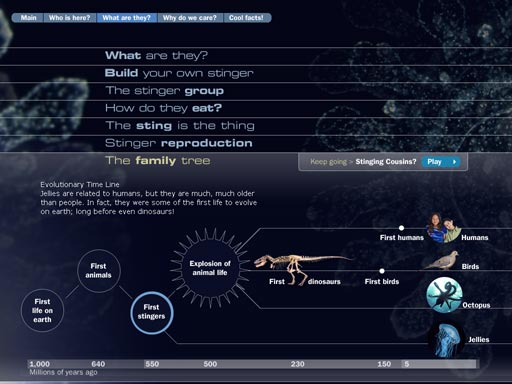 Main Who is here? What are they? Why do we care? Cool facts!
What are they?
Build your own stinger
The stinger group
How do they eat?
The sting is the thing
Stinger reproduction
The family tree
Keep going > Stinging Cousins? Play
Evolutionary Time Line
Jellies are related to humans, but they are much, much older
than people. In fact, they were some of the first life to evolve
on earth; long before even dinosaurs!
First humans
Humans
Explosion of
animal life
First
animals
First dinosaurs
First birds
Birds
First
life on
earth
First
stingers
Octopus
Jellies
1,000 640 550 500 230 150 5
Millions of years ago